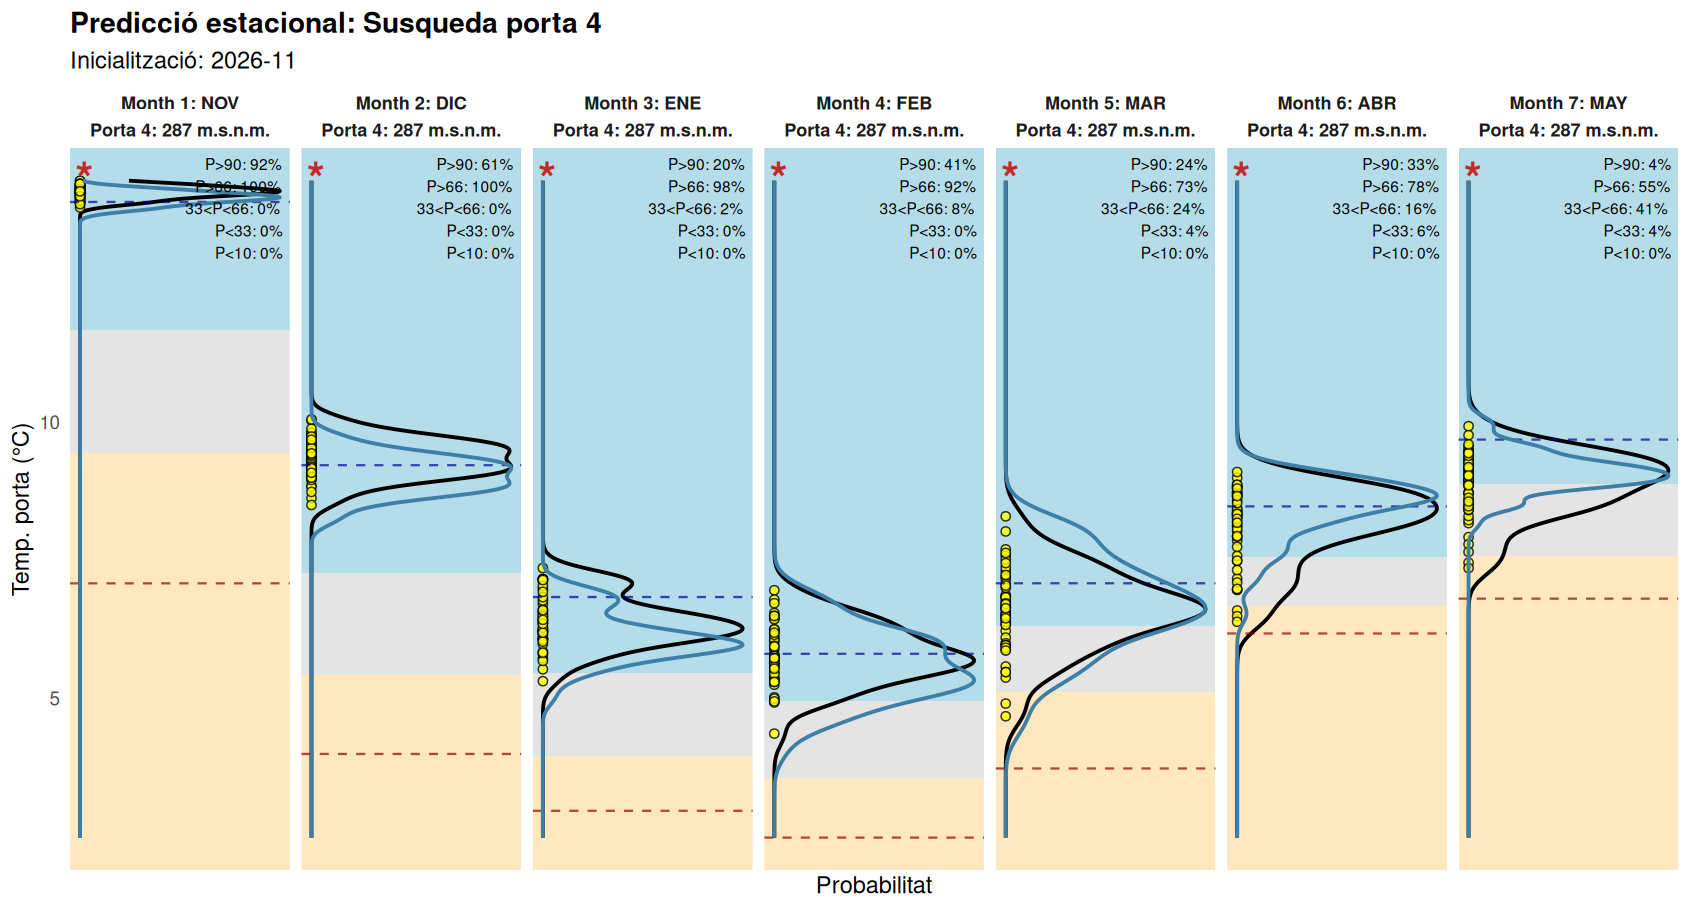 Predicció estacional: Susqueda porta 4
Inicialització: 2026-11
Month 1: NOV
Porta 4: 287 m.s.n.m.
Month 2: DIC
Porta 4: 287 m.s.n.m.
Month 3: ENE
Porta 4: 287 m.s.n.m.
Month 4: FEB
Porta 4: 287 m.s.n.m.
Month 5: MAR
Porta 4: 287 m.s.n.m.
Month 6: ABR
Porta 4: 287 m.s.n.m.
Month 7: MAY
Porta 4: 287 m.s.n.m.
*
P>90: 92%
P>66: 100%
33<P<66: 0%
P<33: 0%
P<10: 0%
*
P>90: 61%
P>66: 100%
33<P<66: 0%
P<33: 0%
P<10: 0%
*
P>90: 20%
P>66: 98%
33<P<66: 2%
P<33: 0%
P<10: 0%
*
P>90: 41%
P>66: 92%
33<P<66: 8%
P<33: 0%
P<10: 0%
*
P>90: 24%
P>66: 73%
33<P<66: 24%
P<33: 4%
P<10: 0%
*
P>90: 33%
P>66: 78%
33<P<66: 16%
P<33: 6%
P<10: 0%
*
P>90: 4%
P>66: 55%
33<P<66: 41%
P<33: 4%
P<10: 0%
10
5
Temp. porta (°C)
Probabilitat